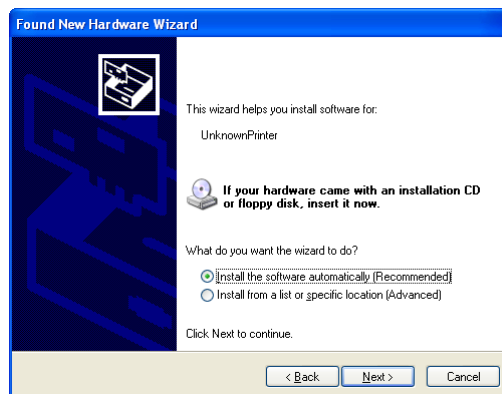 Found New Hardware Wizard
This wizard helps you install software for:
UnknownPrinter
If your hardware came with an installation CD
or floppy disk, insert it now.
What do you want the wizard to do?
Install the software automatically (Recommended)
Install from a list or specific location (Advanced)
Click Next to continue.
< Back
Next >
Cancel